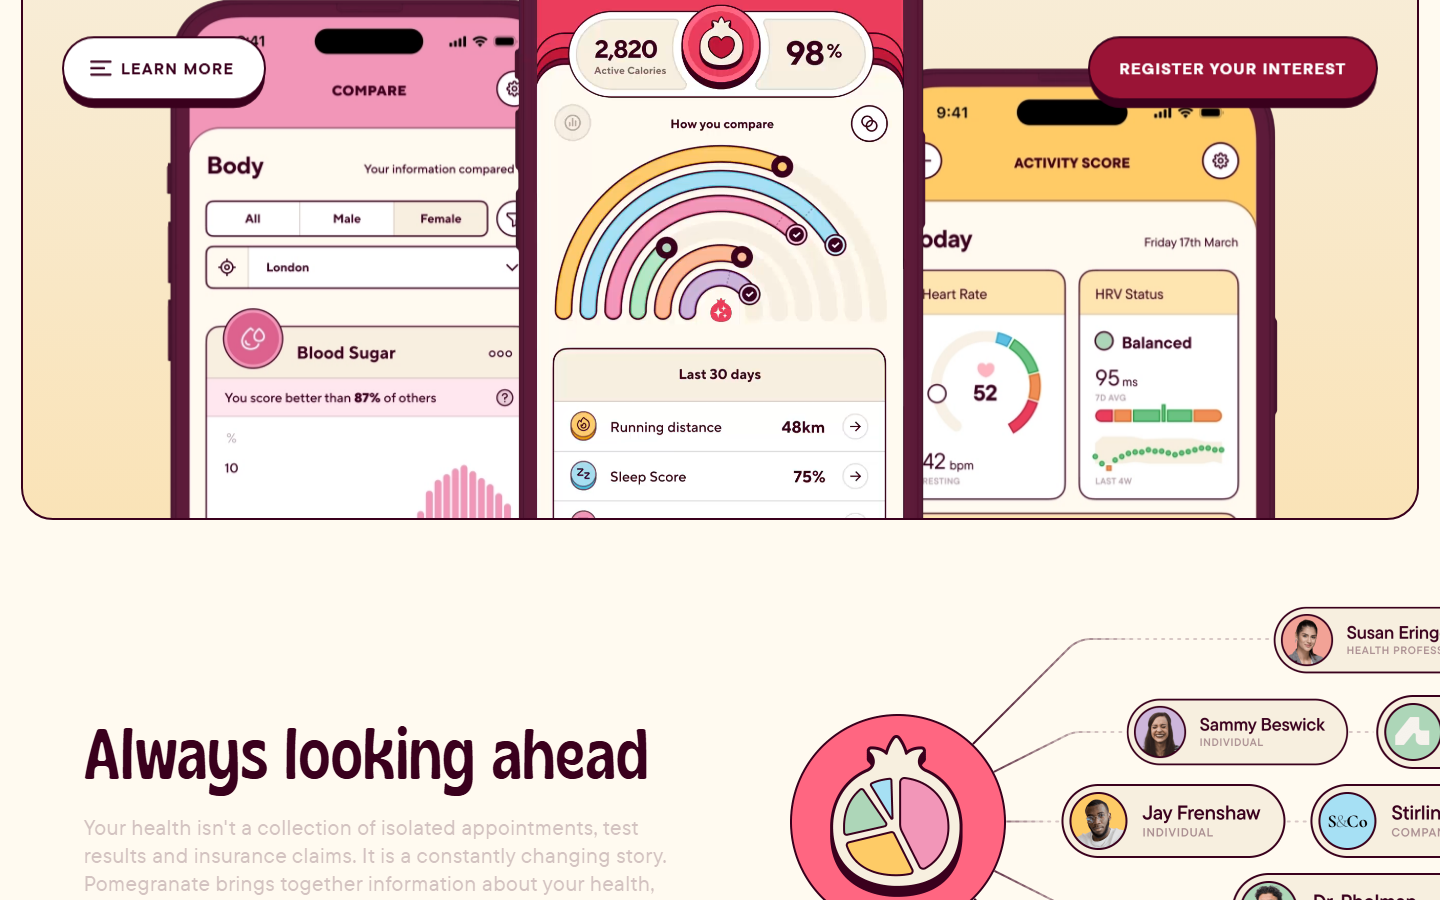 LEARN MORE
REGISTER YOUR INTEREST
:41
COMPARE
Body
Your information compared
All
Male
Female
London
Blood Sugar
You score better than 87% of others
%
10
2,820
Active Calories
98%
How you compare
Last 30 days
Running distance
48km
Sleep Score
75%
9:41
ACTIVITY SCORE
oday
Friday 17th March
Heart Rate
52
42 bpm
RESTING
HRV Status
Balanced
95 ms
7D AVG
LAST 4W
Always looking ahead
Your health isn't a collection of isolated appointments, test
results and insurance claims. It is a constantly changing story.
Pomegranate brings together information about your health,
Susan Ering
HEALTH PROFESS
Sammy Beswick
INDIVIDUAL
Jay Frenshaw
INDIVIDUAL
S&Co
Stirlin
COMPAN